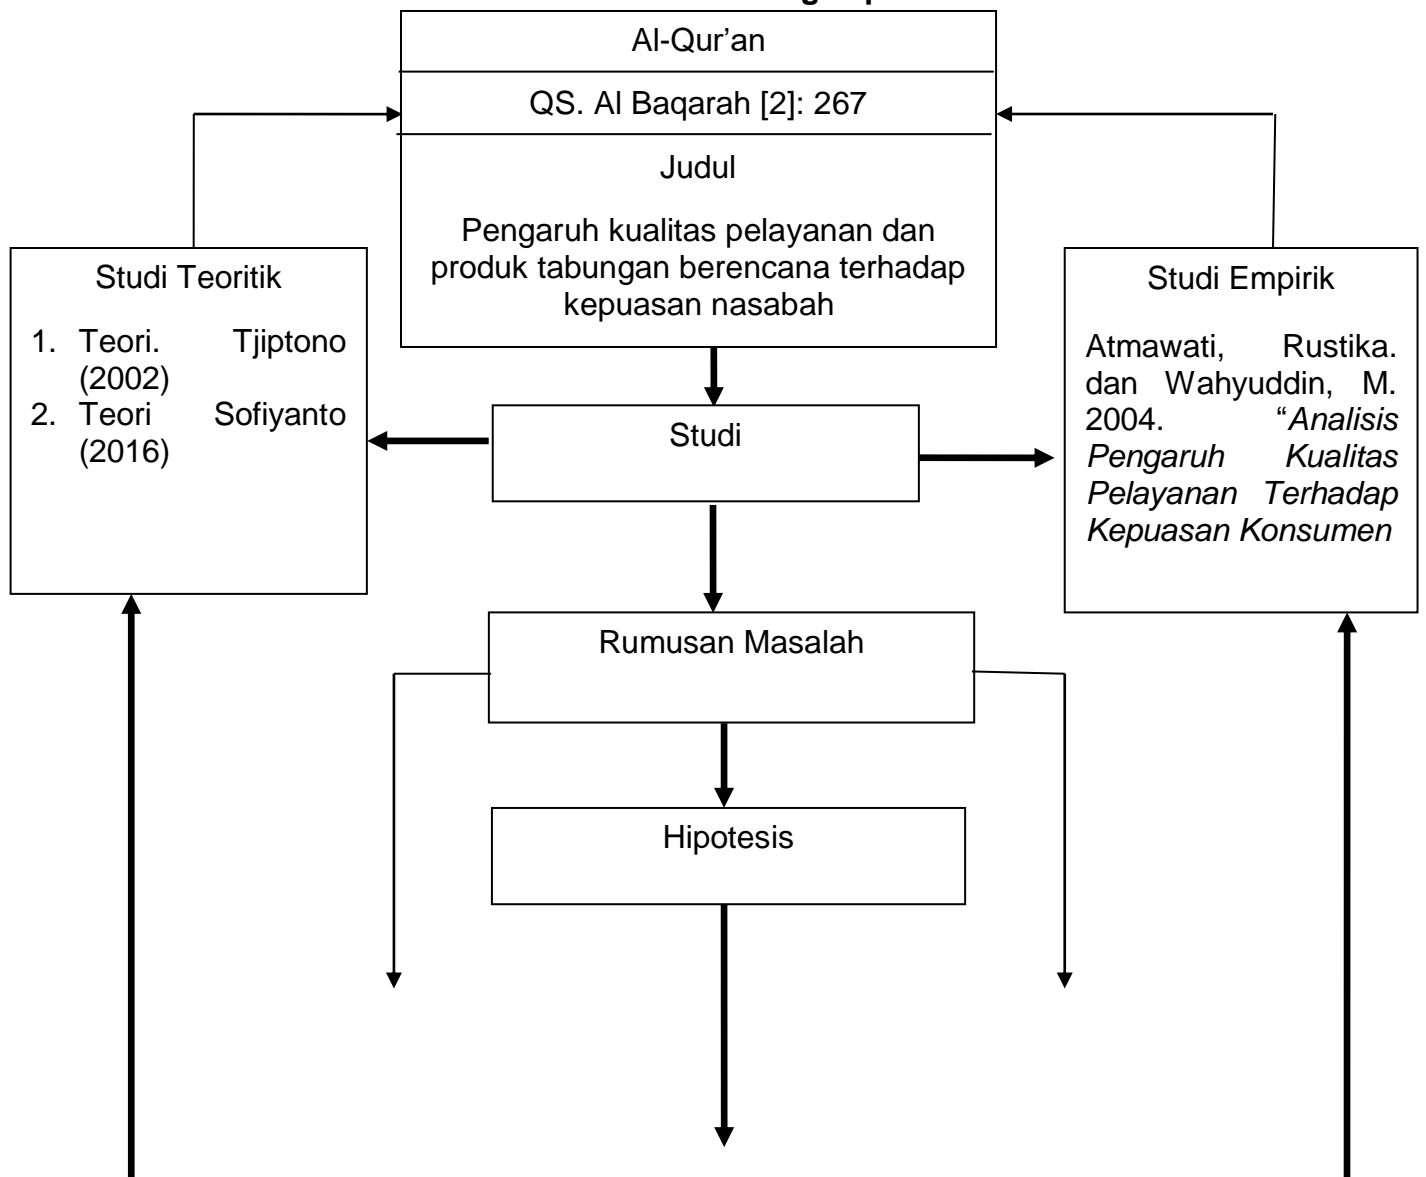 Al-Qur’an
QS. Al Baqarah [2]: 267
Judul
Pengaruh kualitas pelayanan dan
produk tabungan berencana terhadap
kepuasan nasabah
Studi Teoritik
1. Teori. Tjiptono
(2002)
2. Teori Sofiyanto
(2016)
Studi
Studi Empirik
Atmawati, Rustika.
dan Wahyuddin, M.
2004. “Analisis
Pengaruh Kualitas
Pelayanan Terhadap
Kepuasan Konsumen
Rumusan Masalah
Hipotesis